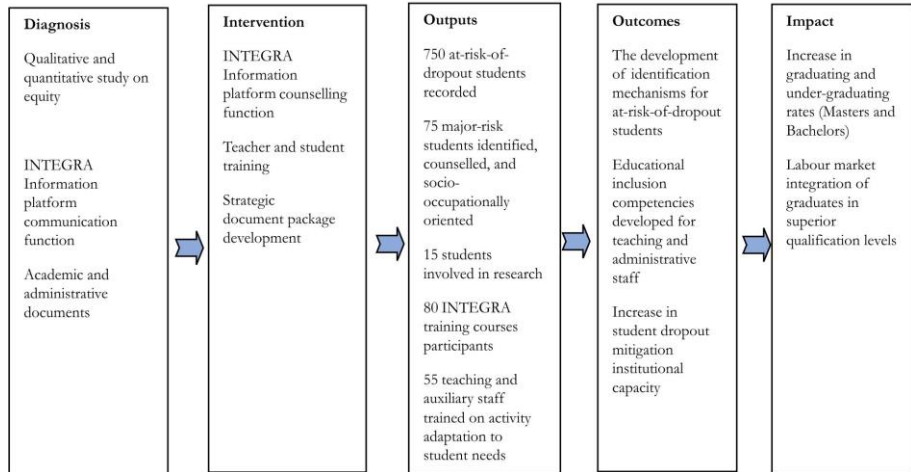 Diagnosis
Qualitative and
quantitative study on
equity
INTEGRA
Information
platform
communication
function
Academic and
administrative
documents
Intervention
INTEGRA
Information
platform counselling
function
Teacher and student
training
Strategic
document package
development
Outputs
750 at-risk-of-
dropout students
recorded
75 major-risk
students identified,
counselled, and
socio-
occupationally
oriented
15 students
involved in research
80 INTEGRA
training courses
participants
55 teaching and
auxiliary staff
trained on activity
adaptation to
student needs
Outcomes
The development
of identification
mechanisms for
at-risk-of-dropout
students
Educational
inclusion
competencies
developed for
teaching and
administrative
staff
Increase in
student dropout
mitigation
institutional
capacity
Impact
Increase in
graduating and
under-graduating
rates (Masters and
Bachelors)
Labour market
integration of
graduates in
superior
qualification levels